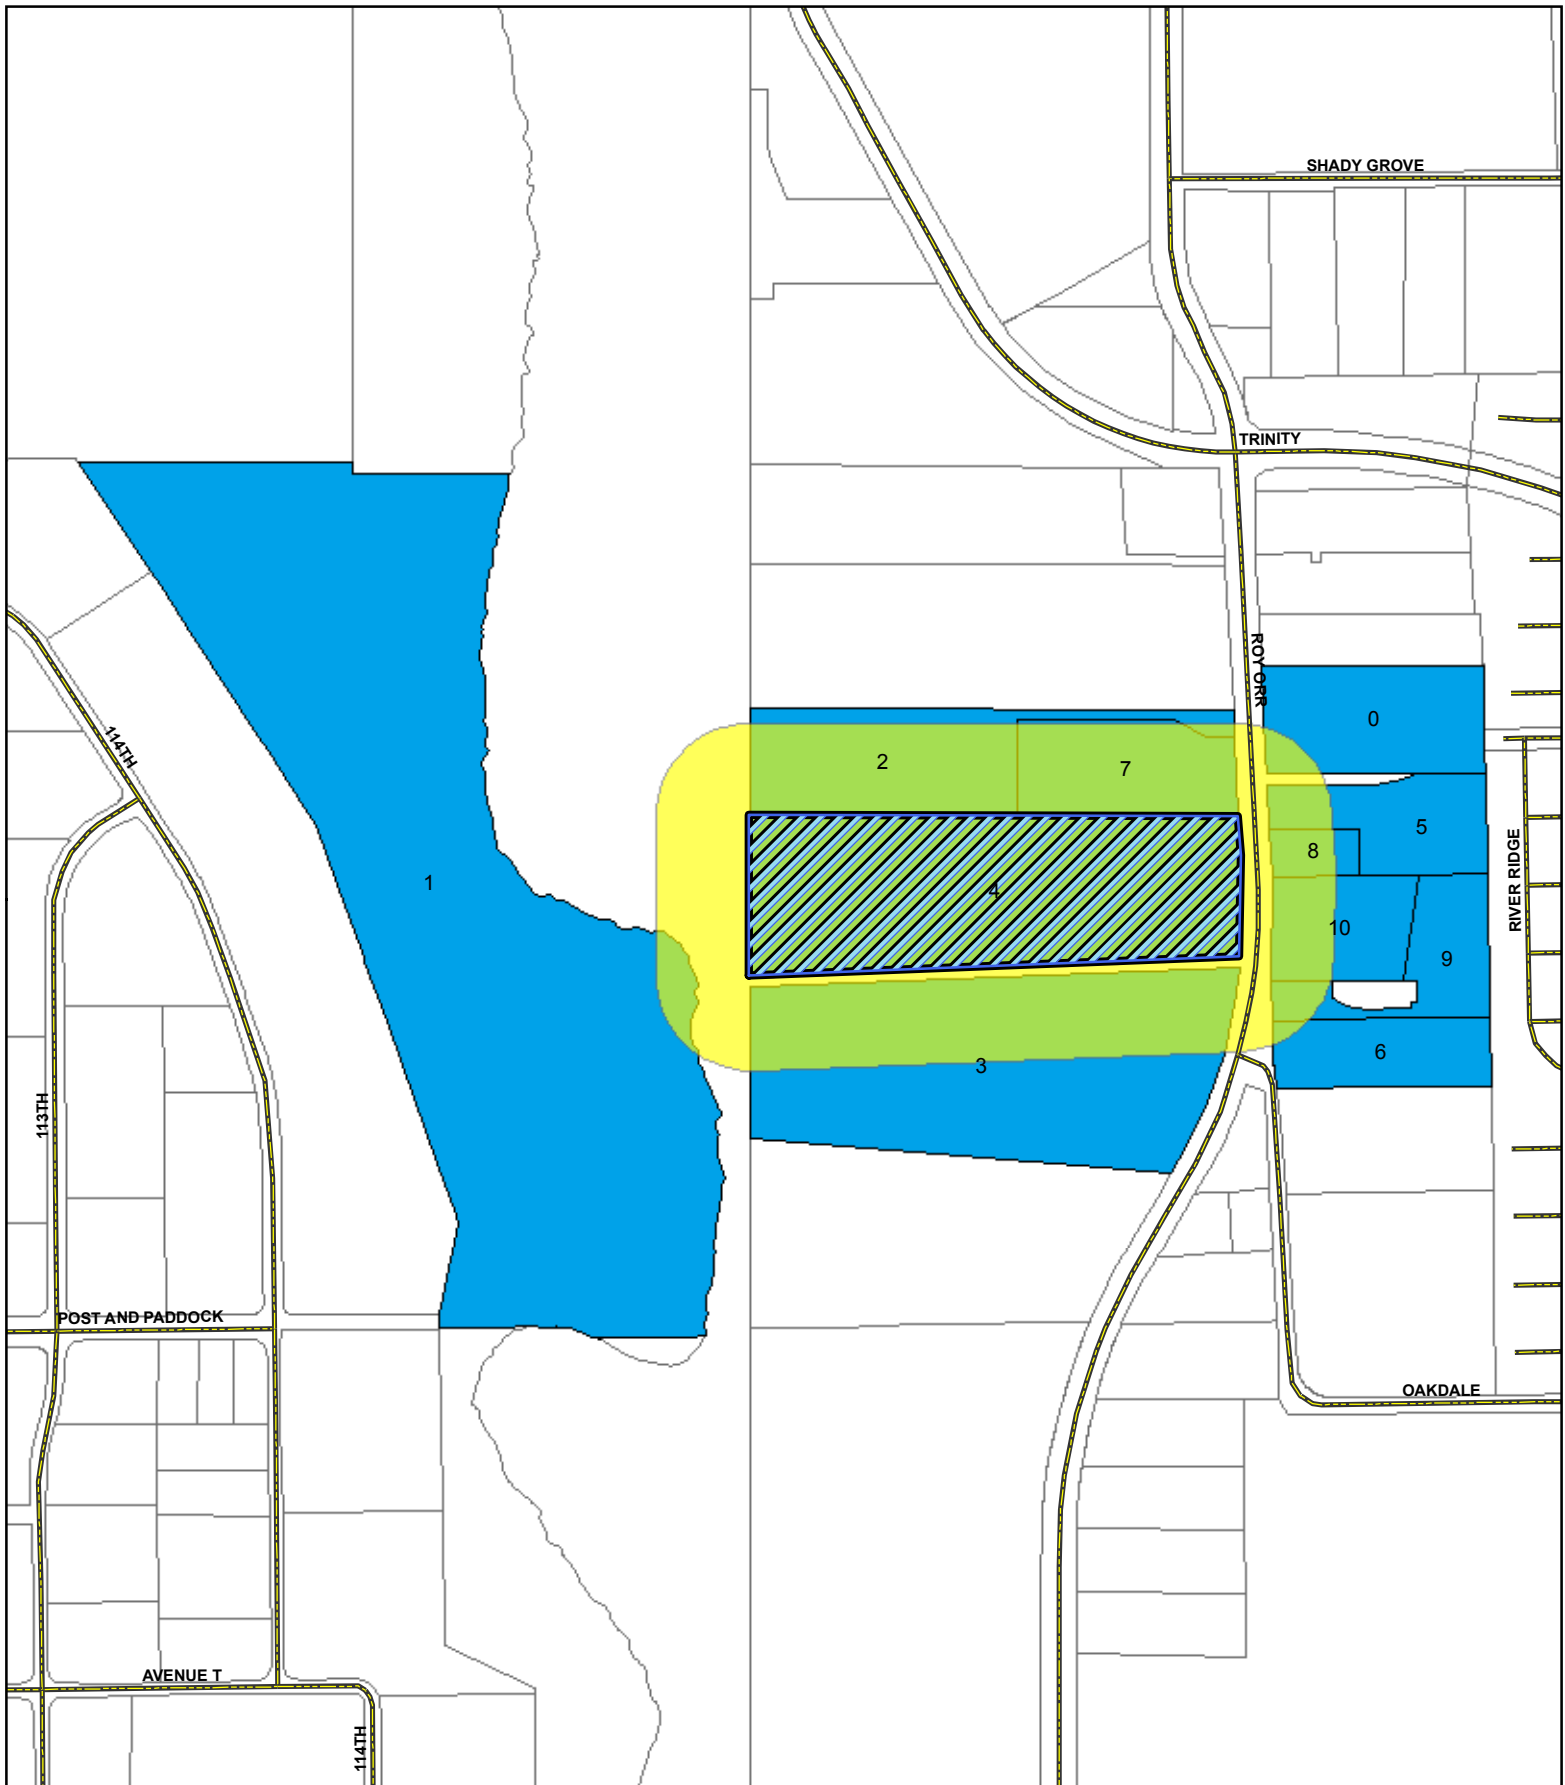 SHADY GROVE
TRINITY
ROY ORR
0
114TH
2
7
5
8
RIVER RIDGE
1
4
10
9
3
6
113TH
POST AND PADDOCK
OAKDALE
AVENUE T
114TH